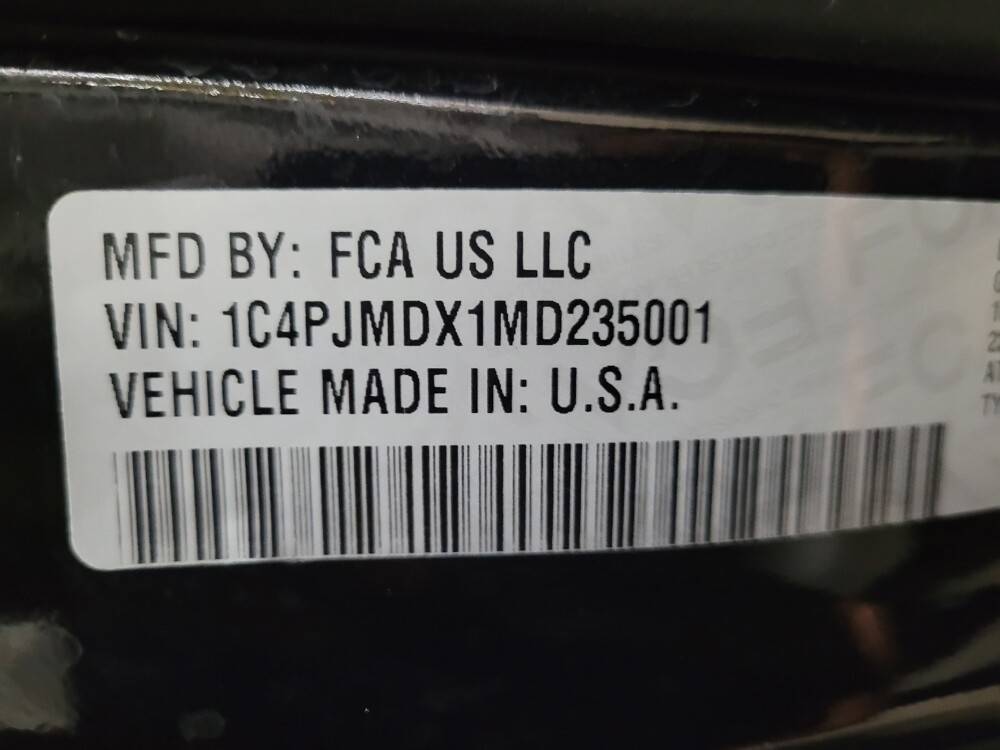 MFD BY: FCA US LLC
VIN: 1C4PJMDX1MD235001
VEHICLE MADE IN: U.S.A.